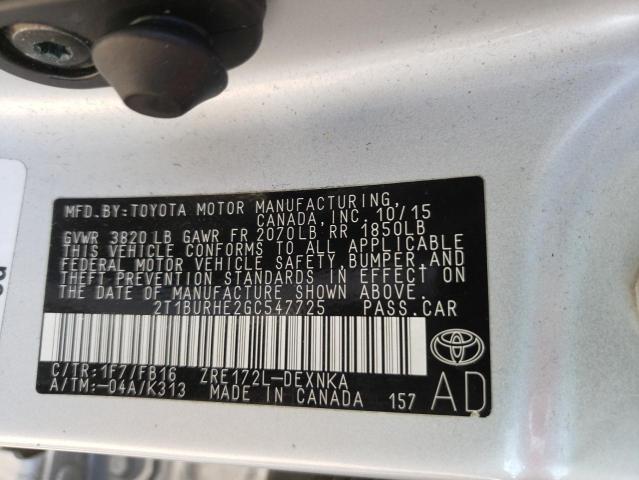 MFD.BY:TOYOTA MOTOR MANUFACTURING,
CANADA, INC. 10/15
GVWR 3820 LB GAWR FR 2070LB RR 1850LB
THIS VEHICLE CONFORMS TO ALL APPLICABLE
FEDERAL MOTOR VEHICLE SAFETY, BUMPER, AND
THEFT PREVENTION STANDARDS IN EFFECT ON
THE DATE OF MANUFACTURE SHOWN ABOVE.
2T1BURHE2GC547725 PASS.CAR
C/TR:1F7/FB16 ZRE172L-DEXNKA
A/TM:-04A/K313 MADE IN CANADA 157
AD